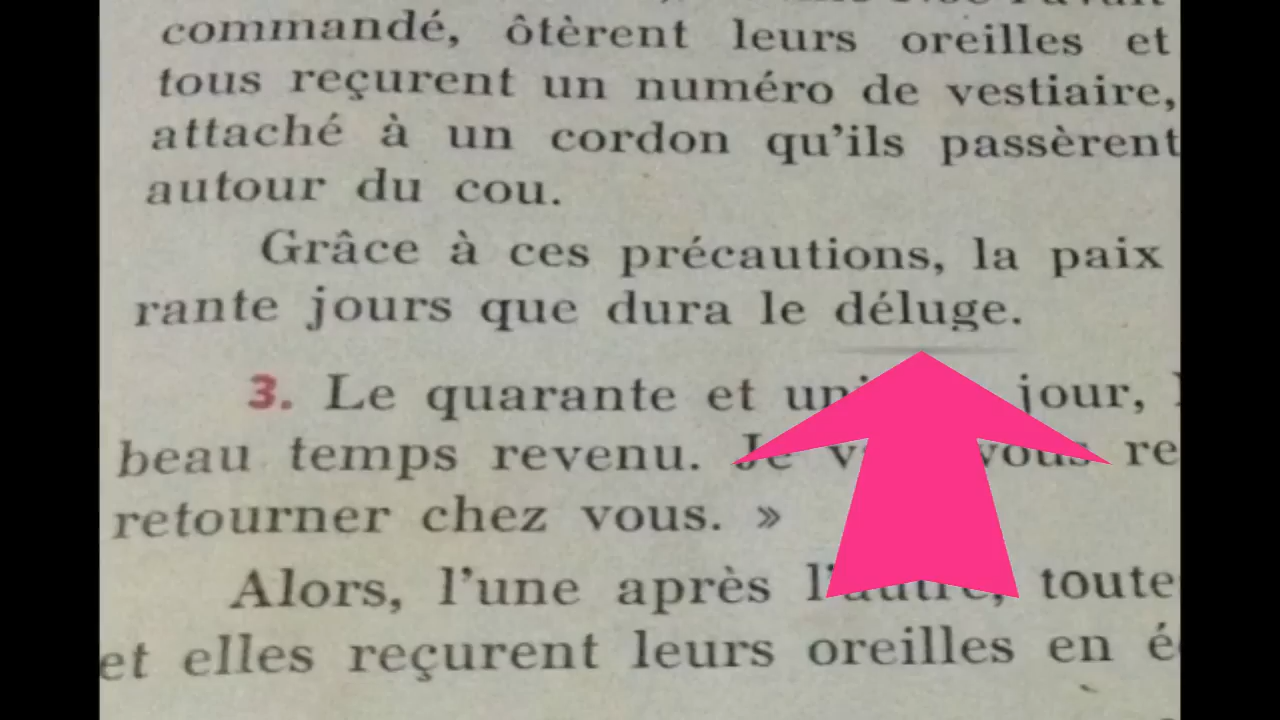 commandé, ôtèrent leurs oreilles et
tous reçurent un numéro de vestiaire,
attaché à un cordon qu'ils passèrent
autour du cou.
Grâce à ces précautions, la paix
rante jours que dura le déluge.
3. Le quarante et jour,
beau temps revenu. Je
retourner chez vous. »
Alors, l'une après toute
et elles reçurent leurs oreilles en